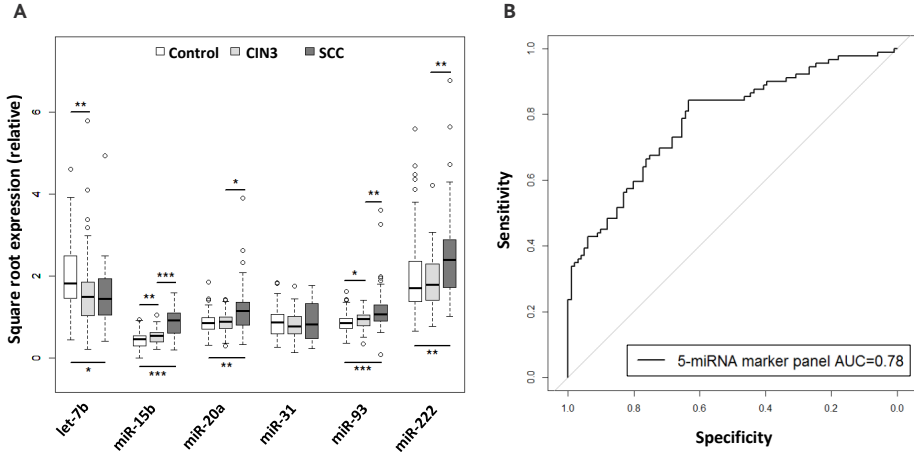 A
Control CIN3 SCC
Square root expression (relative)
0
2
4
6
**
*
**
***
***
*
**
*
**
***
**
**
let-7b
miR-15b
miR-20a
miR-31
miR-93
miR-222
B
Sensitivity
0.0
0.2
0.4
0.6
0.8
1.0
5-miRNA marker panel AUC=0.78
1.0 0.8 0.6 0.4 0.2 0.0
Specificity